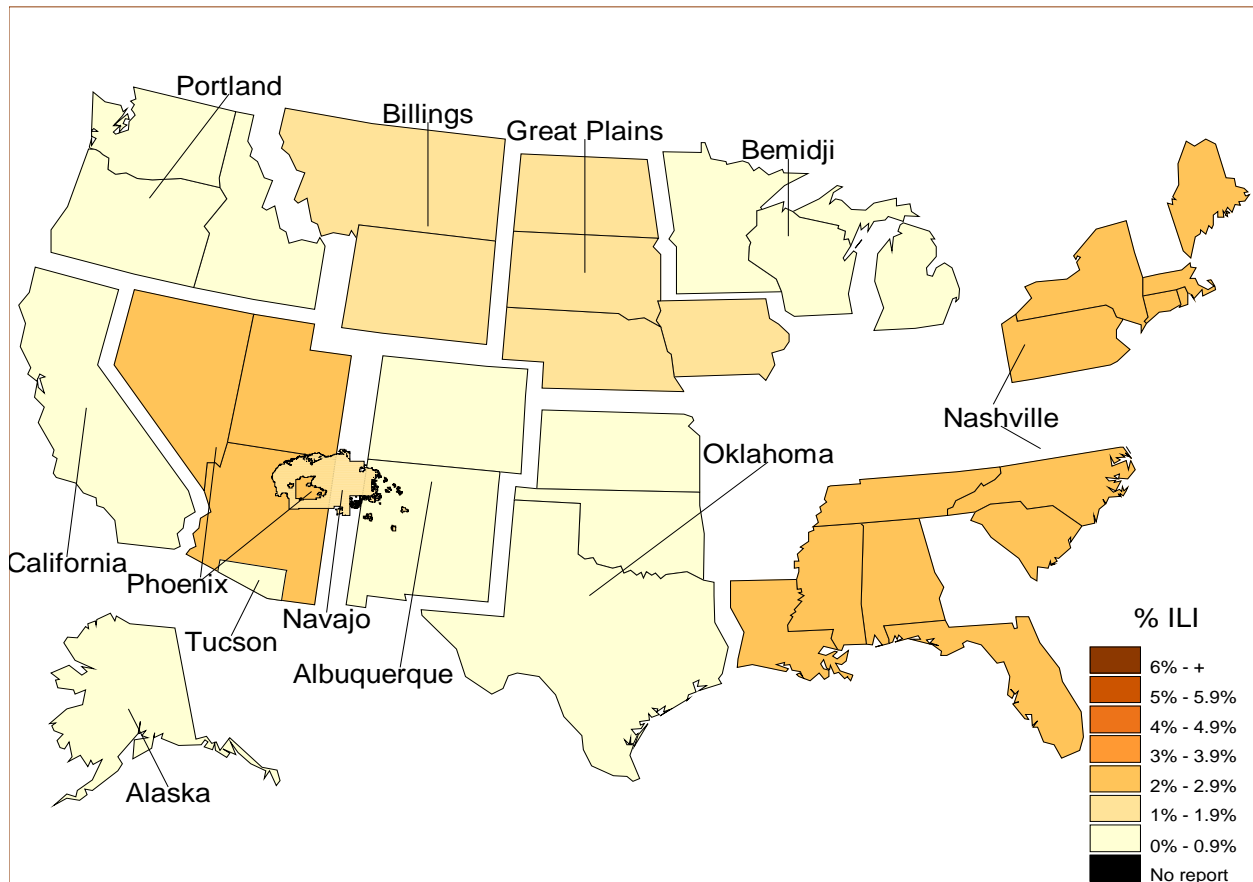 Portland
Billings
Great Plains
Bemidji
Nashville
Oklahoma
California
Phoenix
Navajo
Tucson
Albuquerque
Alaska
% ILI
6% - +
5% - 5.9%
4% - 4.9%
3% - 3.9%
2% - 2.9%
1% - 1.9%
0% - 0.9%
No report